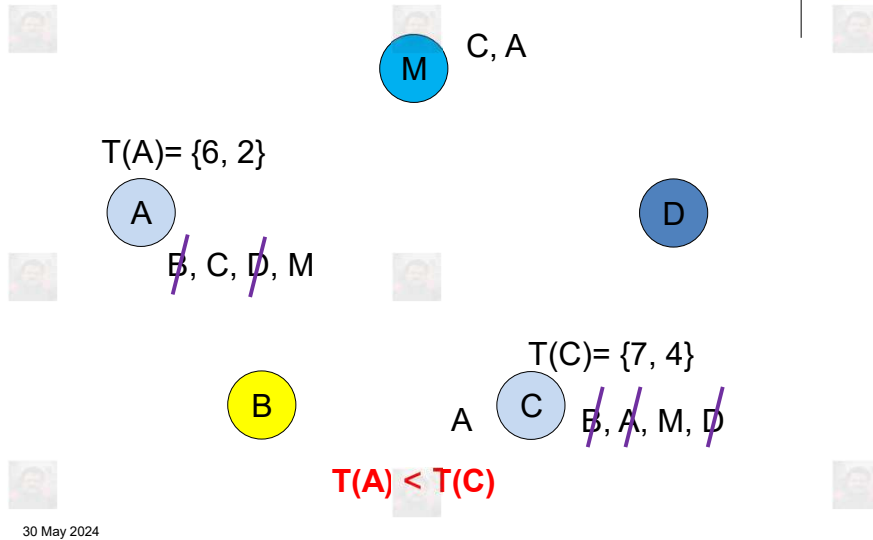 M
C, A
T(A)= {6, 2}
A
D
B, C, D, M
T(C)= {7, 4}
B
A
C
B, A, M, D
T(A) < T(C)
30 May 2024